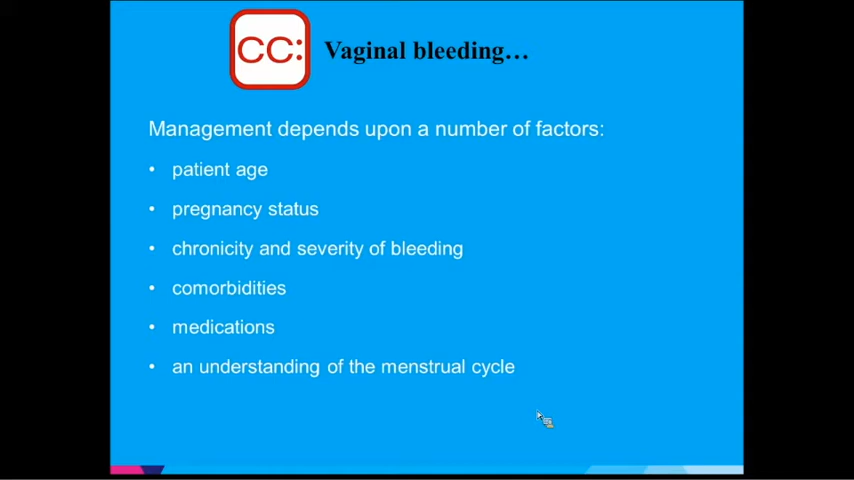 CC:
Vaginal bleeding…
Management depends upon a number of factors:
• patient age
• pregnancy status
• chronicity and severity of bleeding
• comorbidities
• medications
• an understanding of the menstrual cycle